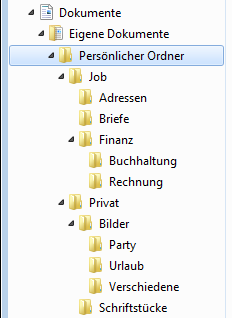 Dokumente
Eigene Dokumente
Persönlicher Ordner
Job
Adressen
Briefe
Finanz
Buchhaltung
Rechnung
Privat
Bilder
Party
Urlaub
Verschiedene
Schriftstücke